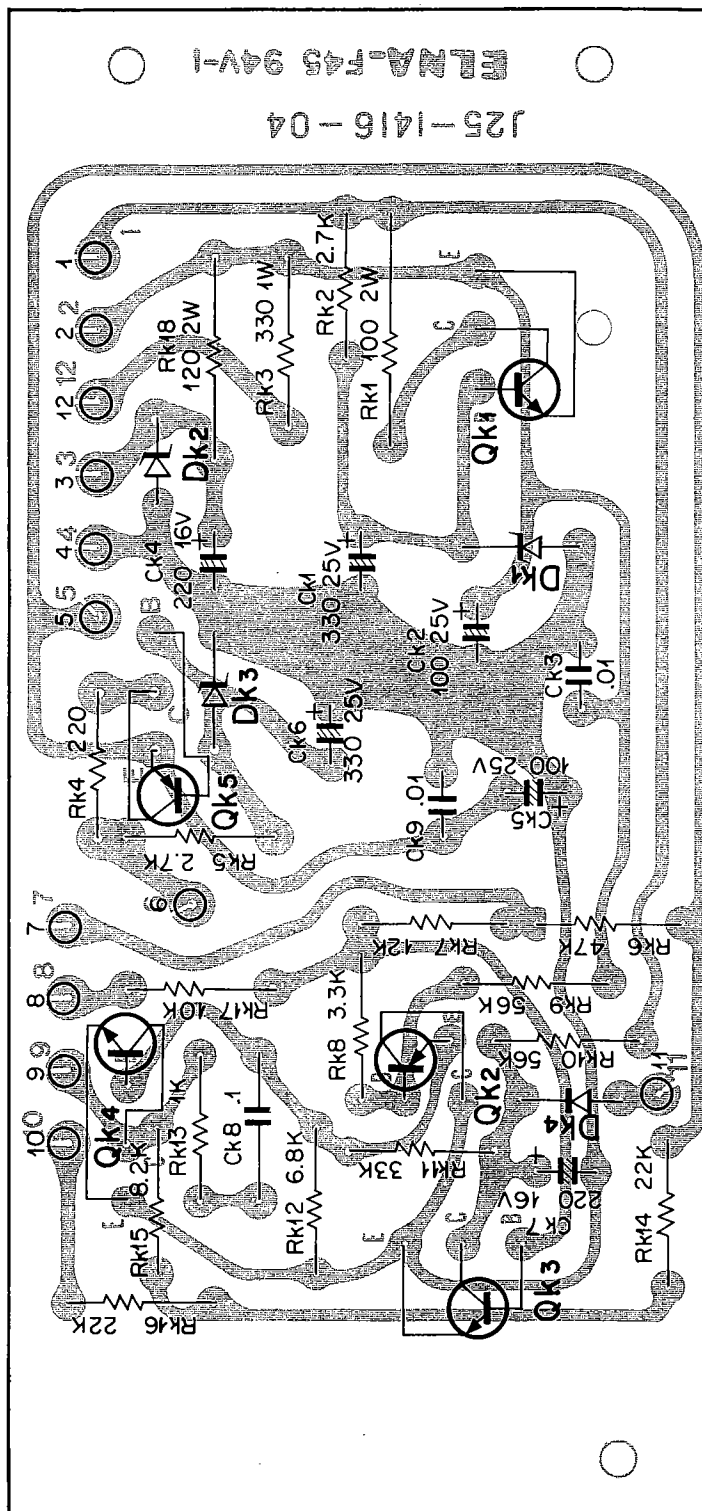 ELNA-F45 94V-1
J25-1416-04
1 1
2 2
12 12
3 3
4 4
5 5
6
7 7
8 8
9 9
10 10
11 11
Rk18
120 2W
Rk3
330 1W
Rk2
2.7K
Rk1
100 2W
E
C
Qk1
Dk2
Ck4
220 16V
+
Ck1
330 25V
+
Dk1
Ck2
100 25V
+
Ck3
.01
B
Dk3
Ck6
330 25V
+
Rk4
220
Qk5
2.7K
Rk5
Ck9
.01
100
25V
Ck5
+
12K
Rk7
47K
Rk6
10K
Rk17
Rk8
3.3K
56K
Rk9
56K
Rk10
Qk4
1K
Rk13
Ck8
.1
Qk2
C
Dk4
33K
Rk11
8.2K
Rk15
E
Rk12
6.8K
+
220
16V
Ck7
22K
Rk14
E
C
B
22K
Rk16
Qk3